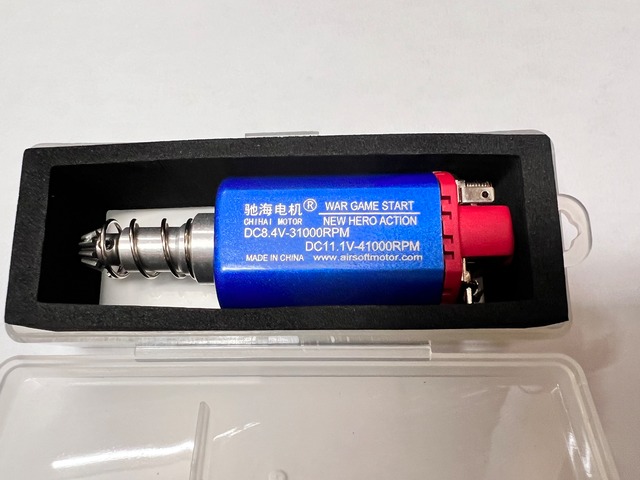 驰海电机®
CHIHAI MOTOR
WAR GAME START
NEW HERO ACTION
DC8.4V-31000RPM
DC11.1V-41000RPM
MADE IN CHINA www.airsoftmotor.com